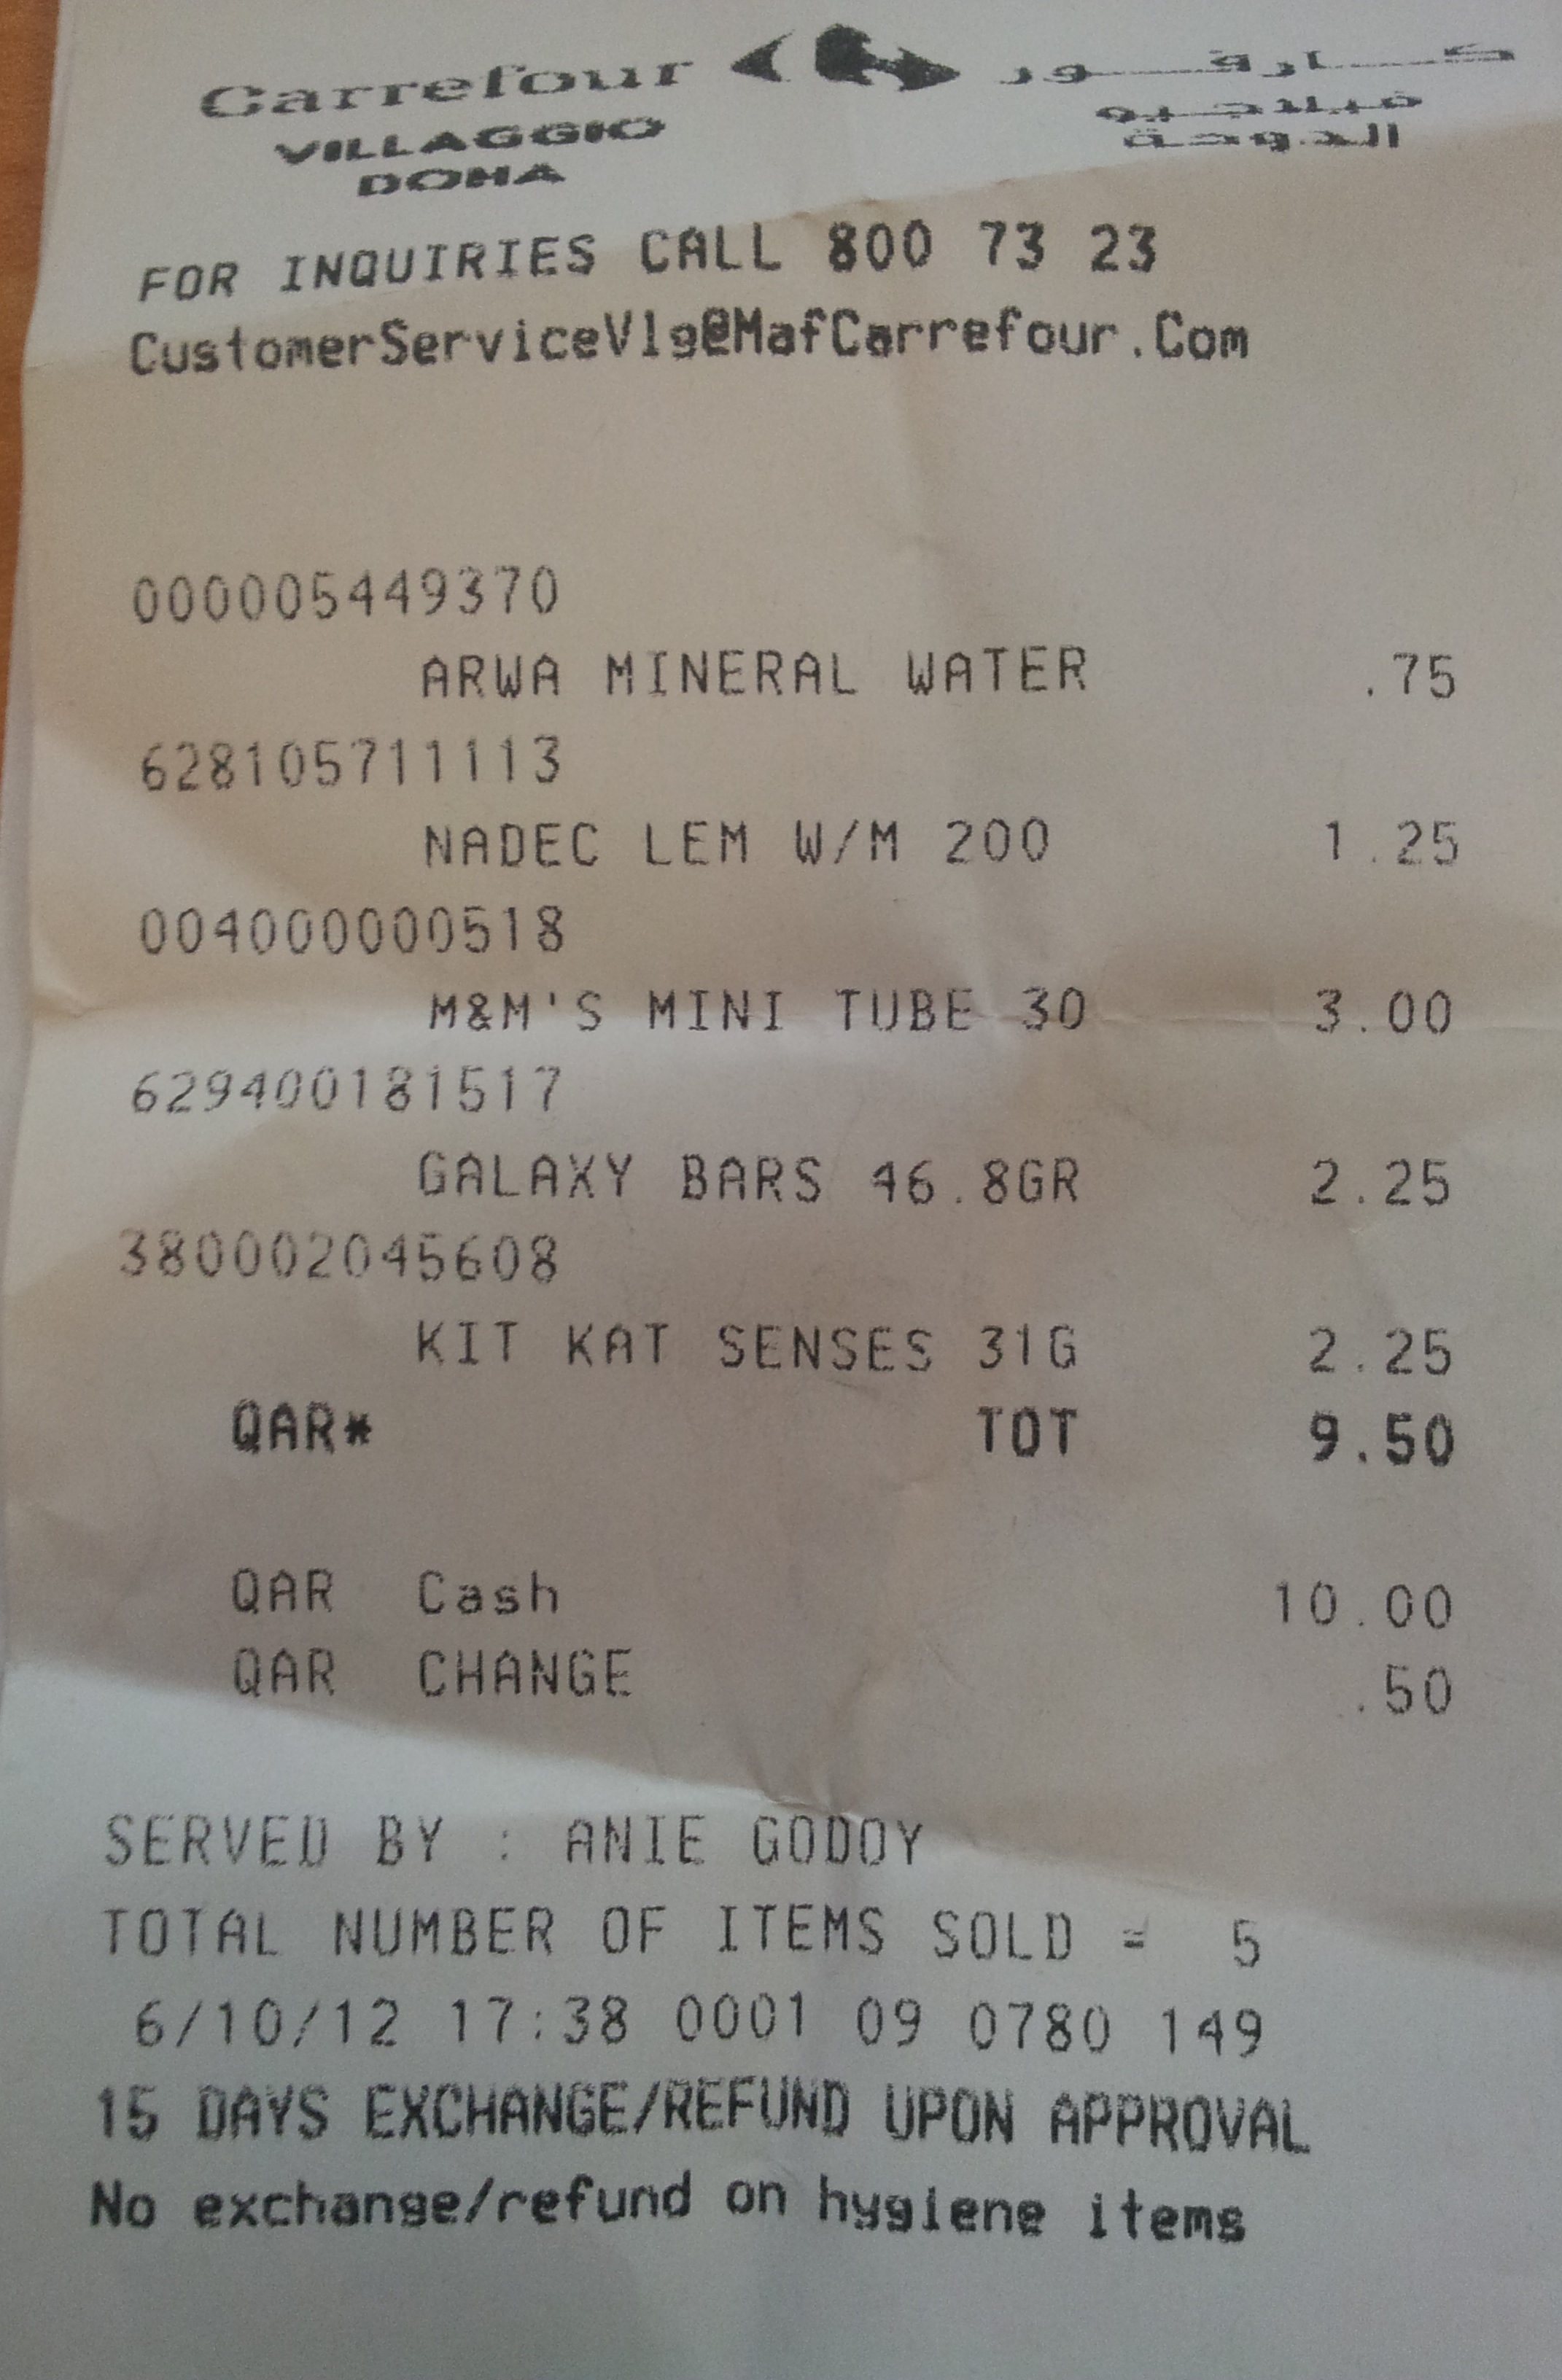 Carrefour كارفور
VILLAGGIO فيلاجيو
DOHA الدوحة
FOR INQUIRIES CALL 800 73 23
CustomerServiceVlg@MafCarrefour.Com
000005449370
ARWA MINERAL WATER .75
628105711113
NADEC LEM W/M 200 1.25
004000000518
M&M'S MINI TUBE 30 3.00
629400181517
GALAXY BARS 46.8GR 2.25
380002045608
KIT KAT SENSES 31G 2.25
QAR* TOT 9.50
QAR Cash 10.00
QAR CHANGE .50
SERVED BY : ANIE GODOY
TOTAL NUMBER OF ITEMS SOLD = 5
6/10/12 17:38 0001 09 0780 149
15 DAYS EXCHANGE/REFUND UPON APPROVAL
No exchange/refund on hygiene items